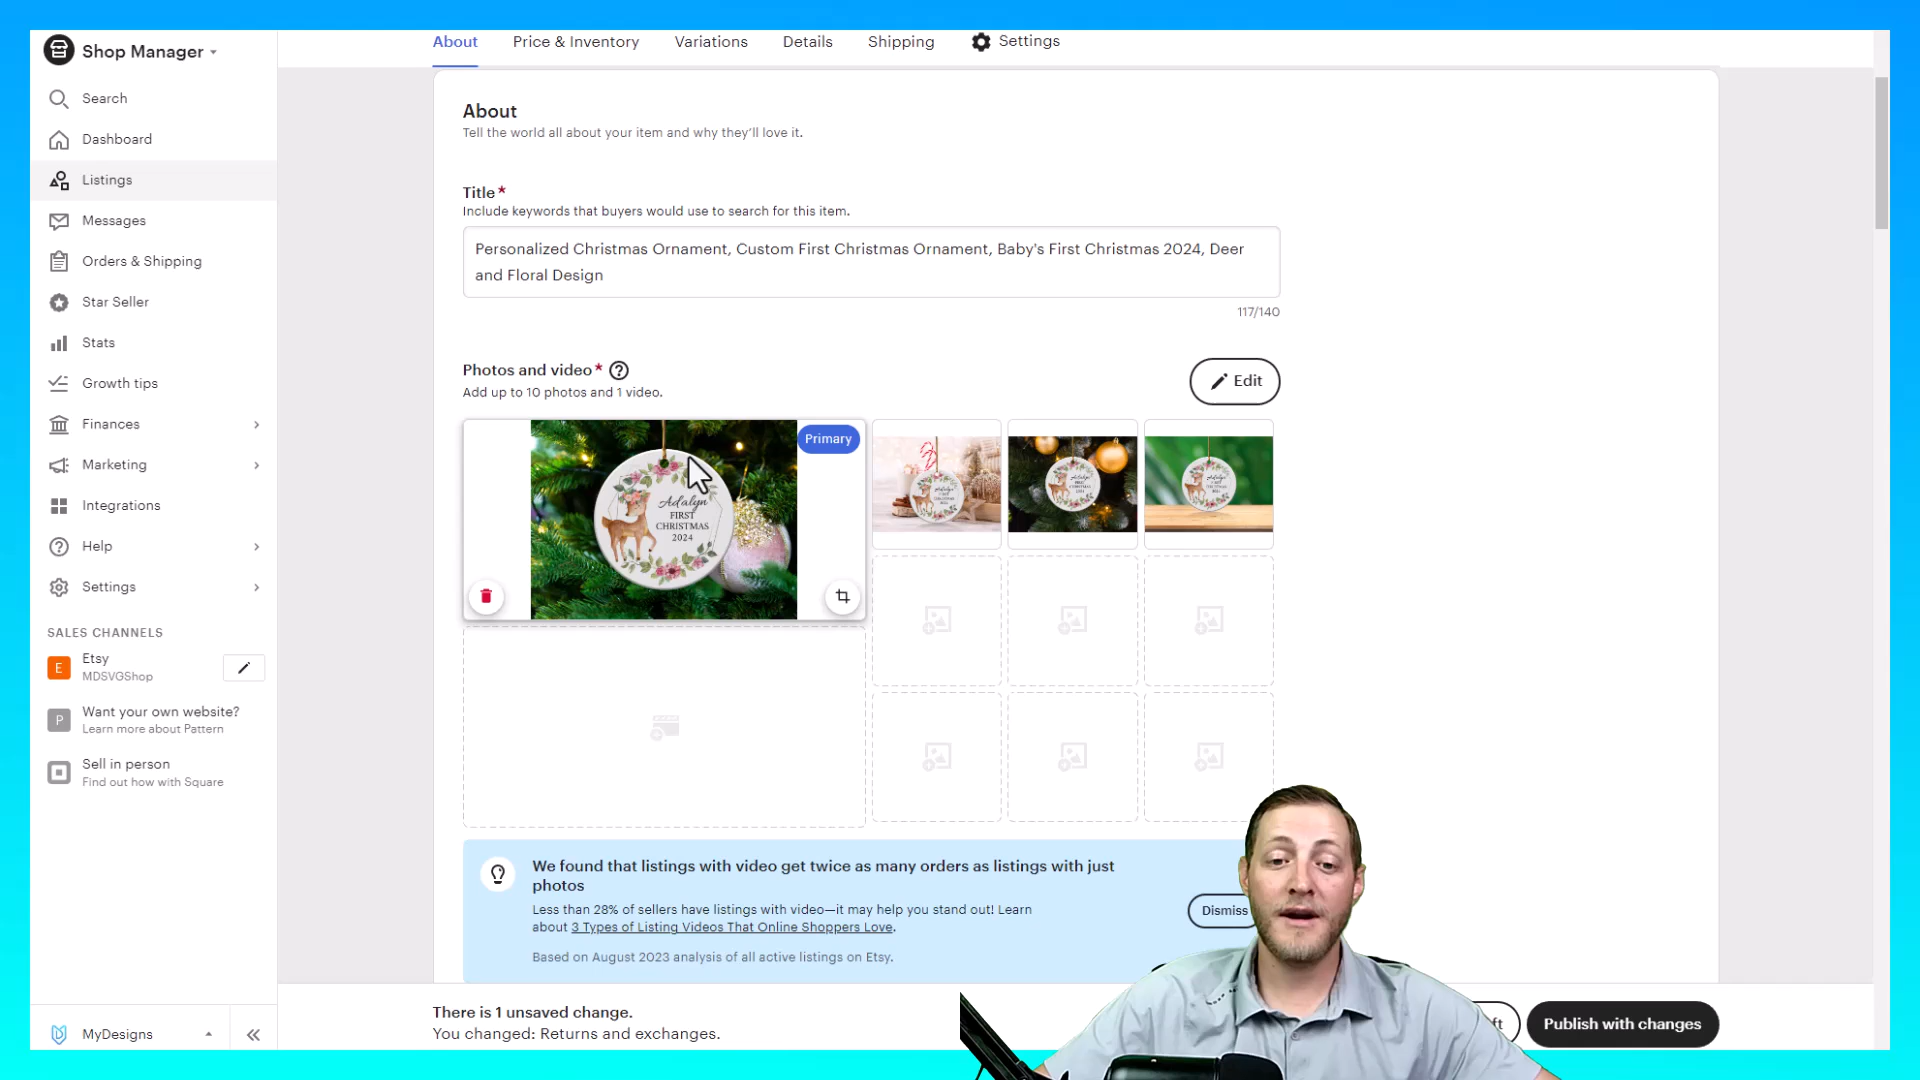 Shop Manager
Search
Dashboard
Listings
Messages
Orders & Shipping
Star Seller
Stats
Growth tips
Finances
Marketing
Integrations
Help
Settings
SALES CHANNELS
E
Etsy
MDSVGShop
P
Want your own website?
Learn more about Pattern
Sell in person
Find out how with Square
MyDesigns
About
Price & Inventory
Variations
Details
Shipping
Settings
About
Tell the world all about your item and why they'll love it.
Title*
Include keywords that buyers would use to search for this item.
Personalized Christmas Ornament, Custom First Christmas Ornament, Baby's First Christmas 2024, Deer
and Floral Design
117/140
Photos and video*
Add up to 10 photos and 1 video.
Edit
Primary
Adalyn
FIRST
CHRISTMAS
2024
We found that listings with video get twice as many orders as listings with just
photos
Less than 28% of sellers have listings with video—it may help you stand out! Learn
about 3 Types of Listing Videos That Online Shoppers Love.
Based on August 2023 analysis of all active listings on Etsy.
Dismiss
There is 1 unsaved change.
You changed: Returns and exchanges.
Publish with changes